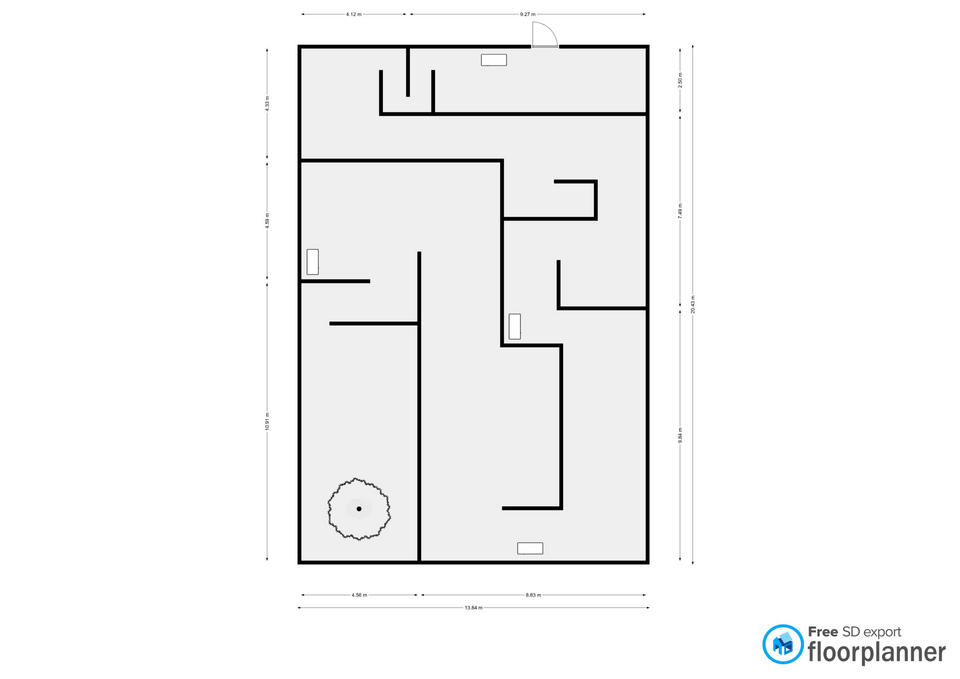 4.12 m
9.27 m
4.33 m
2.50 m
4.59 m
7.49 m
20.43 m
10.91 m
9.84 m
4.56 m
8.83 m
13.84 m
Free SD export
floorplanner